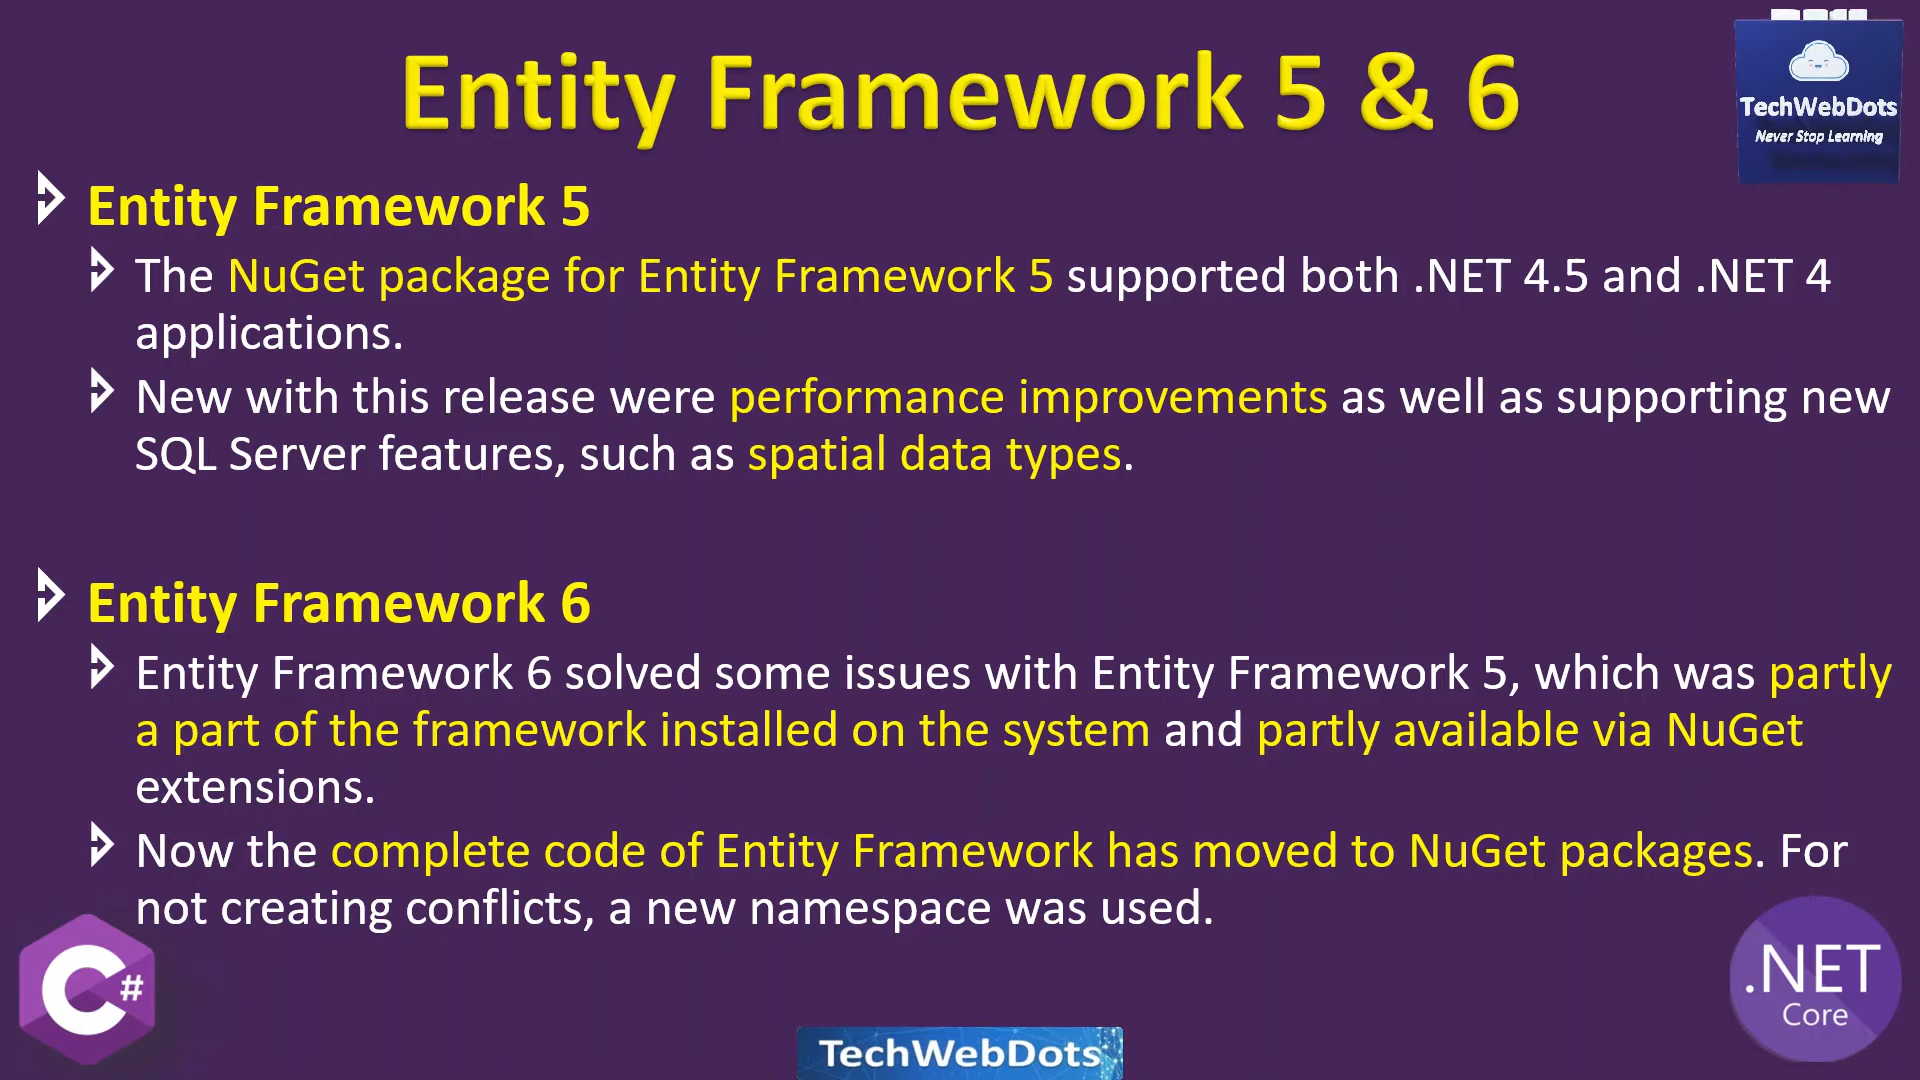 Entity Framework 5 & 6
TechWebDots
Never Stop Learning
Entity Framework 5
The NuGet package for Entity Framework 5 supported both .NET 4.5 and .NET 4
applications.
New with this release were performance improvements as well as supporting new
SQL Server features, such as spatial data types.
Entity Framework 6
Entity Framework 6 solved some issues with Entity Framework 5, which was partly
a part of the framework installed on the system and partly available via NuGet
extensions.
Now the complete code of Entity Framework has moved to NuGet packages. For
not creating conflicts, a new namespace was used.
C#
.NET
Core
TechWebDots